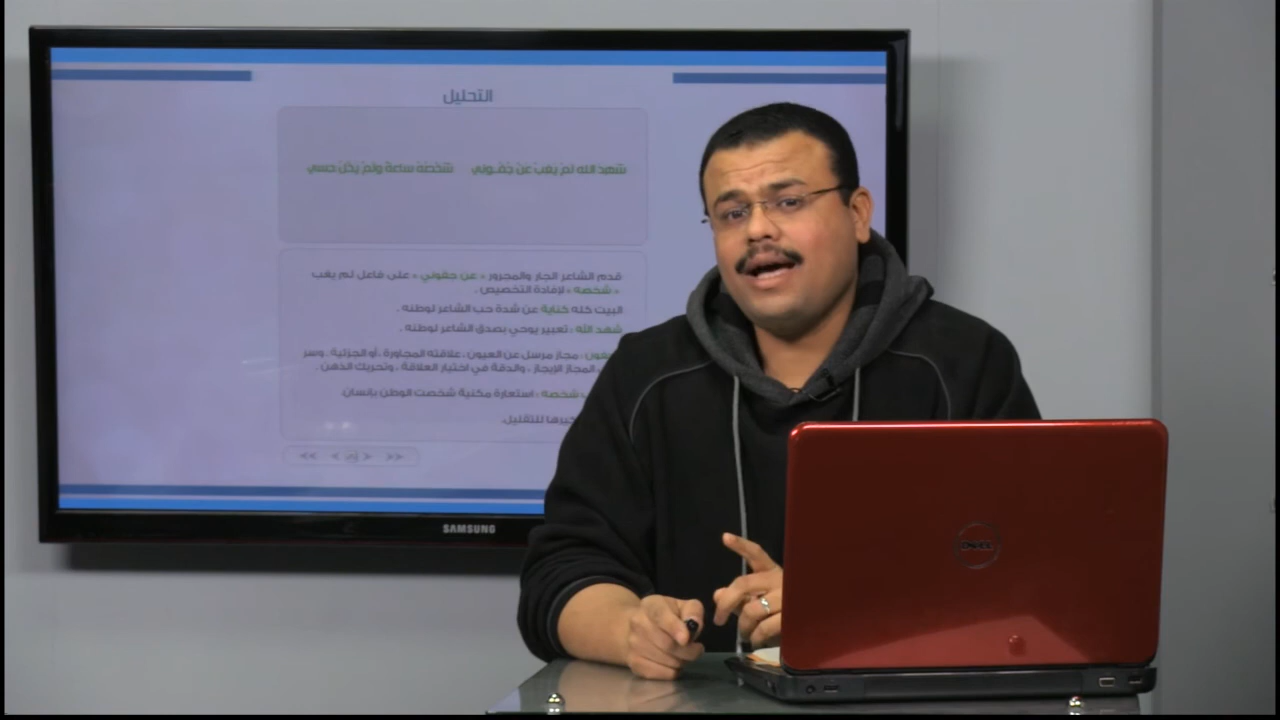 التحليل
شهد الله لم يغب عن جفوني شخصه ساعة ولم يخل حسي
قدم الشاعر الجار والمجرور « عن جفوني » على فاعل لم يغب
« شخصه » لإفادة التخصيص .
البيت كله كناية عن شدة حب الشاعر لوطنه .
شهد الله : تعبير يوحي بصدق الشاعر لوطنه .
: مجاز مرسل عن العيون ، علاقته المجاورة ، أو الجزئية . وسر
المجاز الإيجاز ، والدقة في اختيار العلاقة ، وتحريك الذهن .
شخصه : استعارة مكنية شخصت الوطن بإنسان.
للتقليل.
SAMSUNG
DELL